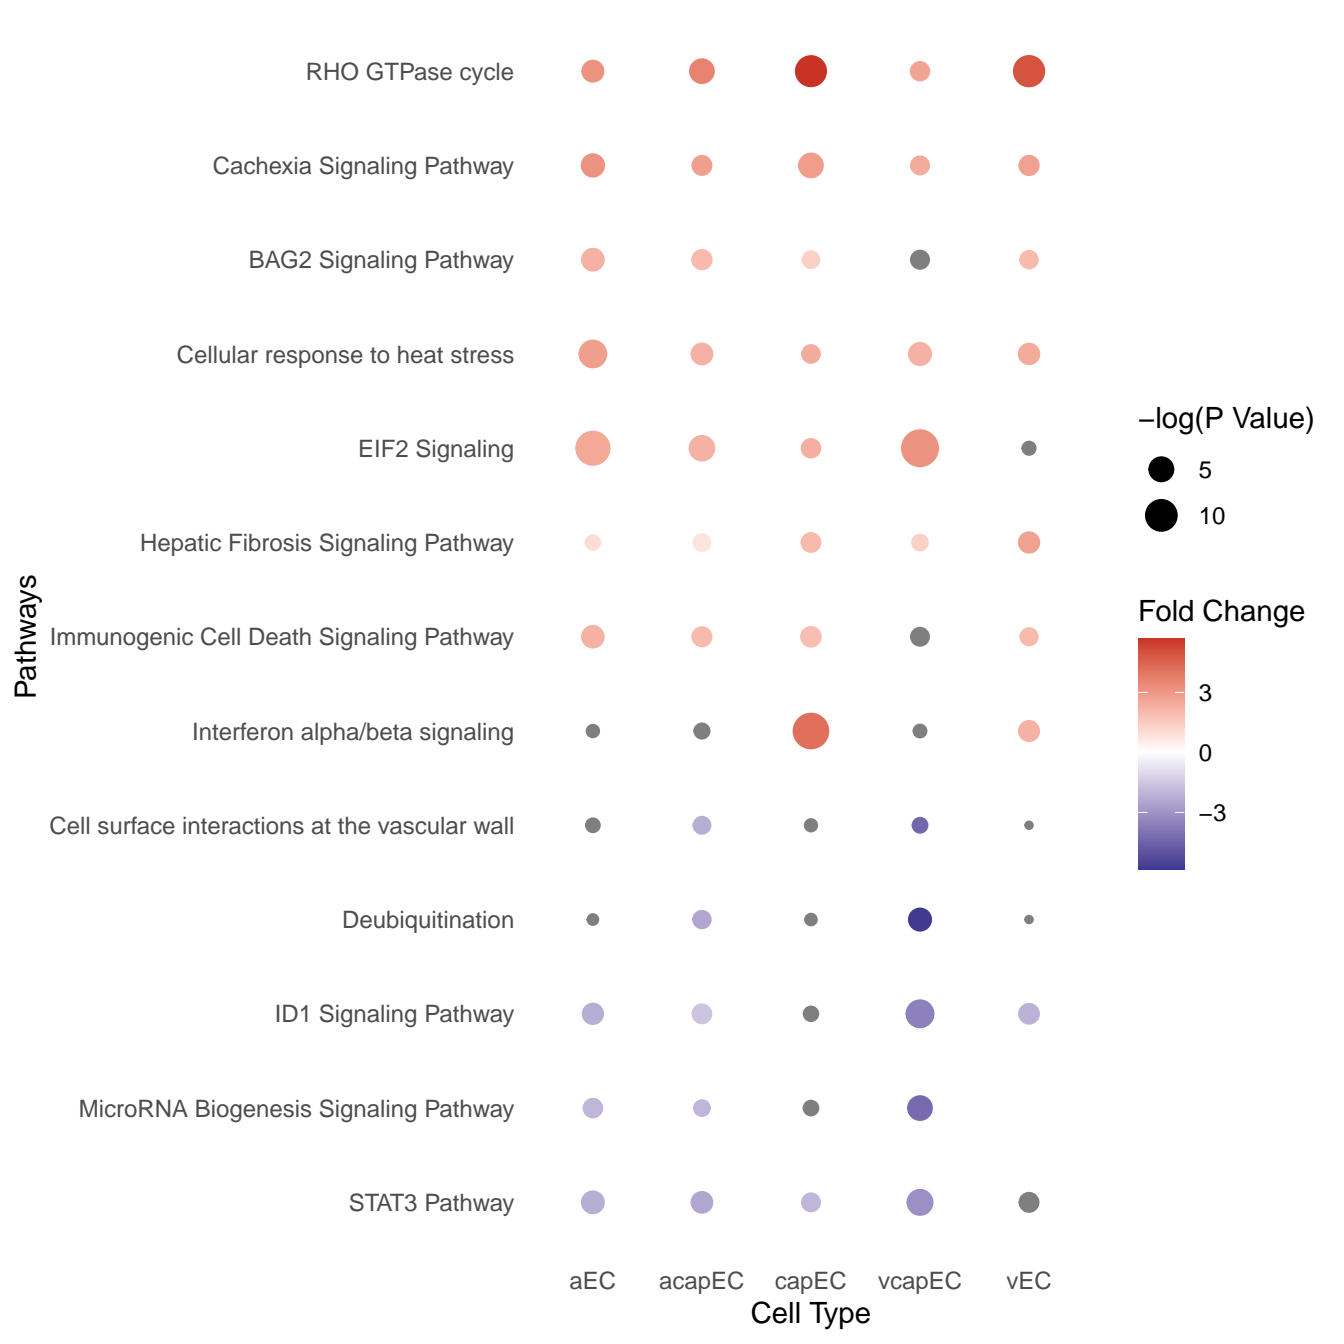 RHO GTPase cycle
Cachexia Signaling Pathway
BAG2 Signaling Pathway
Cellular response to heat stress
EIF2 Signaling
Hepatic Fibrosis Signaling Pathway
Immunogenic Cell Death Signaling Pathway
Interferon alpha/beta signaling
Cell surface interactions at the vascular wall
Deubiquitination
ID1 Signaling Pathway
MicroRNA Biogenesis Signaling Pathway
STAT3 Pathway
Pathways
aEC acapEC capEC vcapEC vEC
Cell Type
−log(P Value)
5
10
Fold Change
3
0
−3